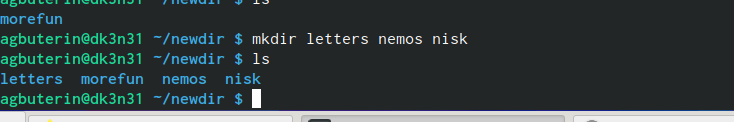 agbuterin@dk3n31 ~/newdir $ ls
morefun
agbuterin@dk3n31 ~/newdir $ mkdir letters nemos nisk
agbuterin@dk3n31 ~/newdir $ ls
letters  morefun  nemos  nisk
agbuterin@dk3n31 ~/newdir $